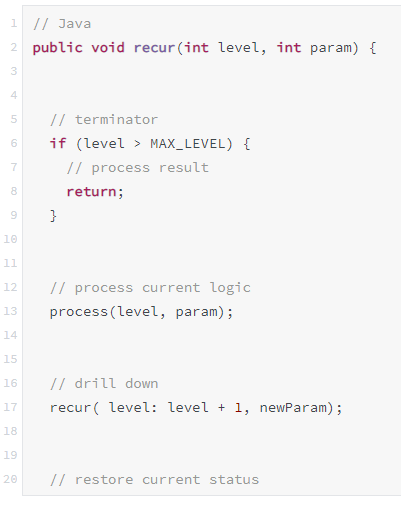 1 // Java
2 public void recur(int level, int param) {
3
4
5 // terminator
6 if (level > MAX_LEVEL) {
7 // process result
8 return;
9 }
10
11
12 // process current logic
13 process(level, param);
14
15
16 // drill down
17 recur( level: level + 1, newParam);
18
19
20 // restore current status